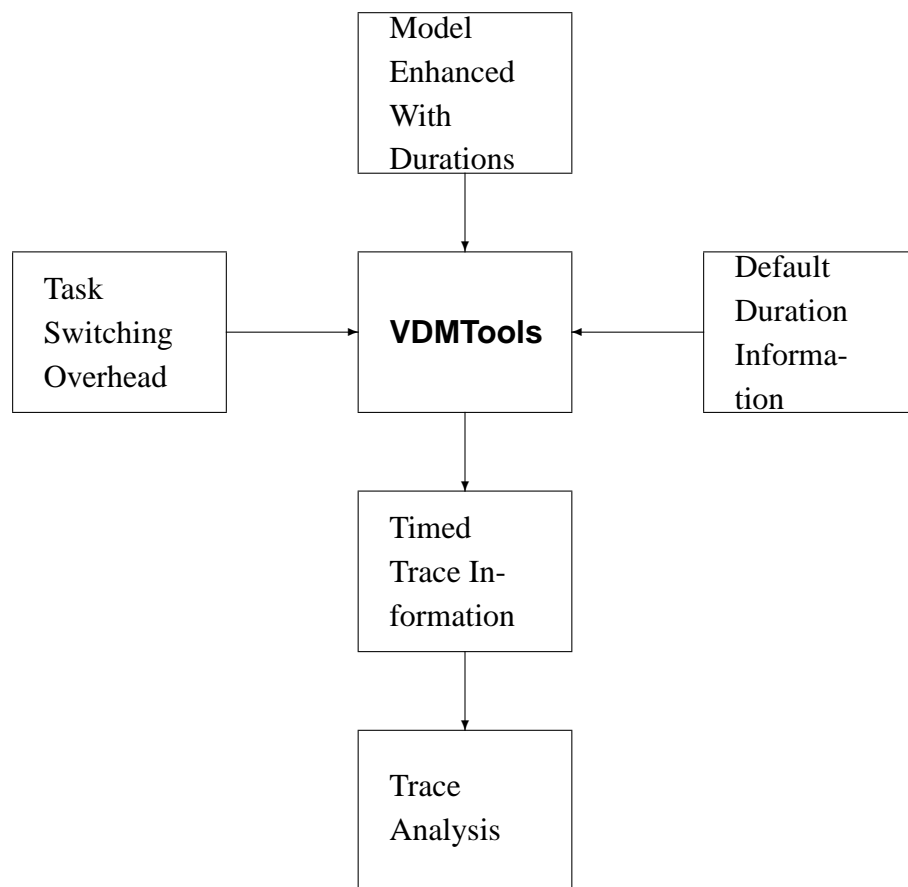 Model
Enhanced
With
Durations
Task
Switching
Overhead
VDMTools
Default
Duration
Informa-
tion
Timed
Trace In-
formation
Trace
Analysis